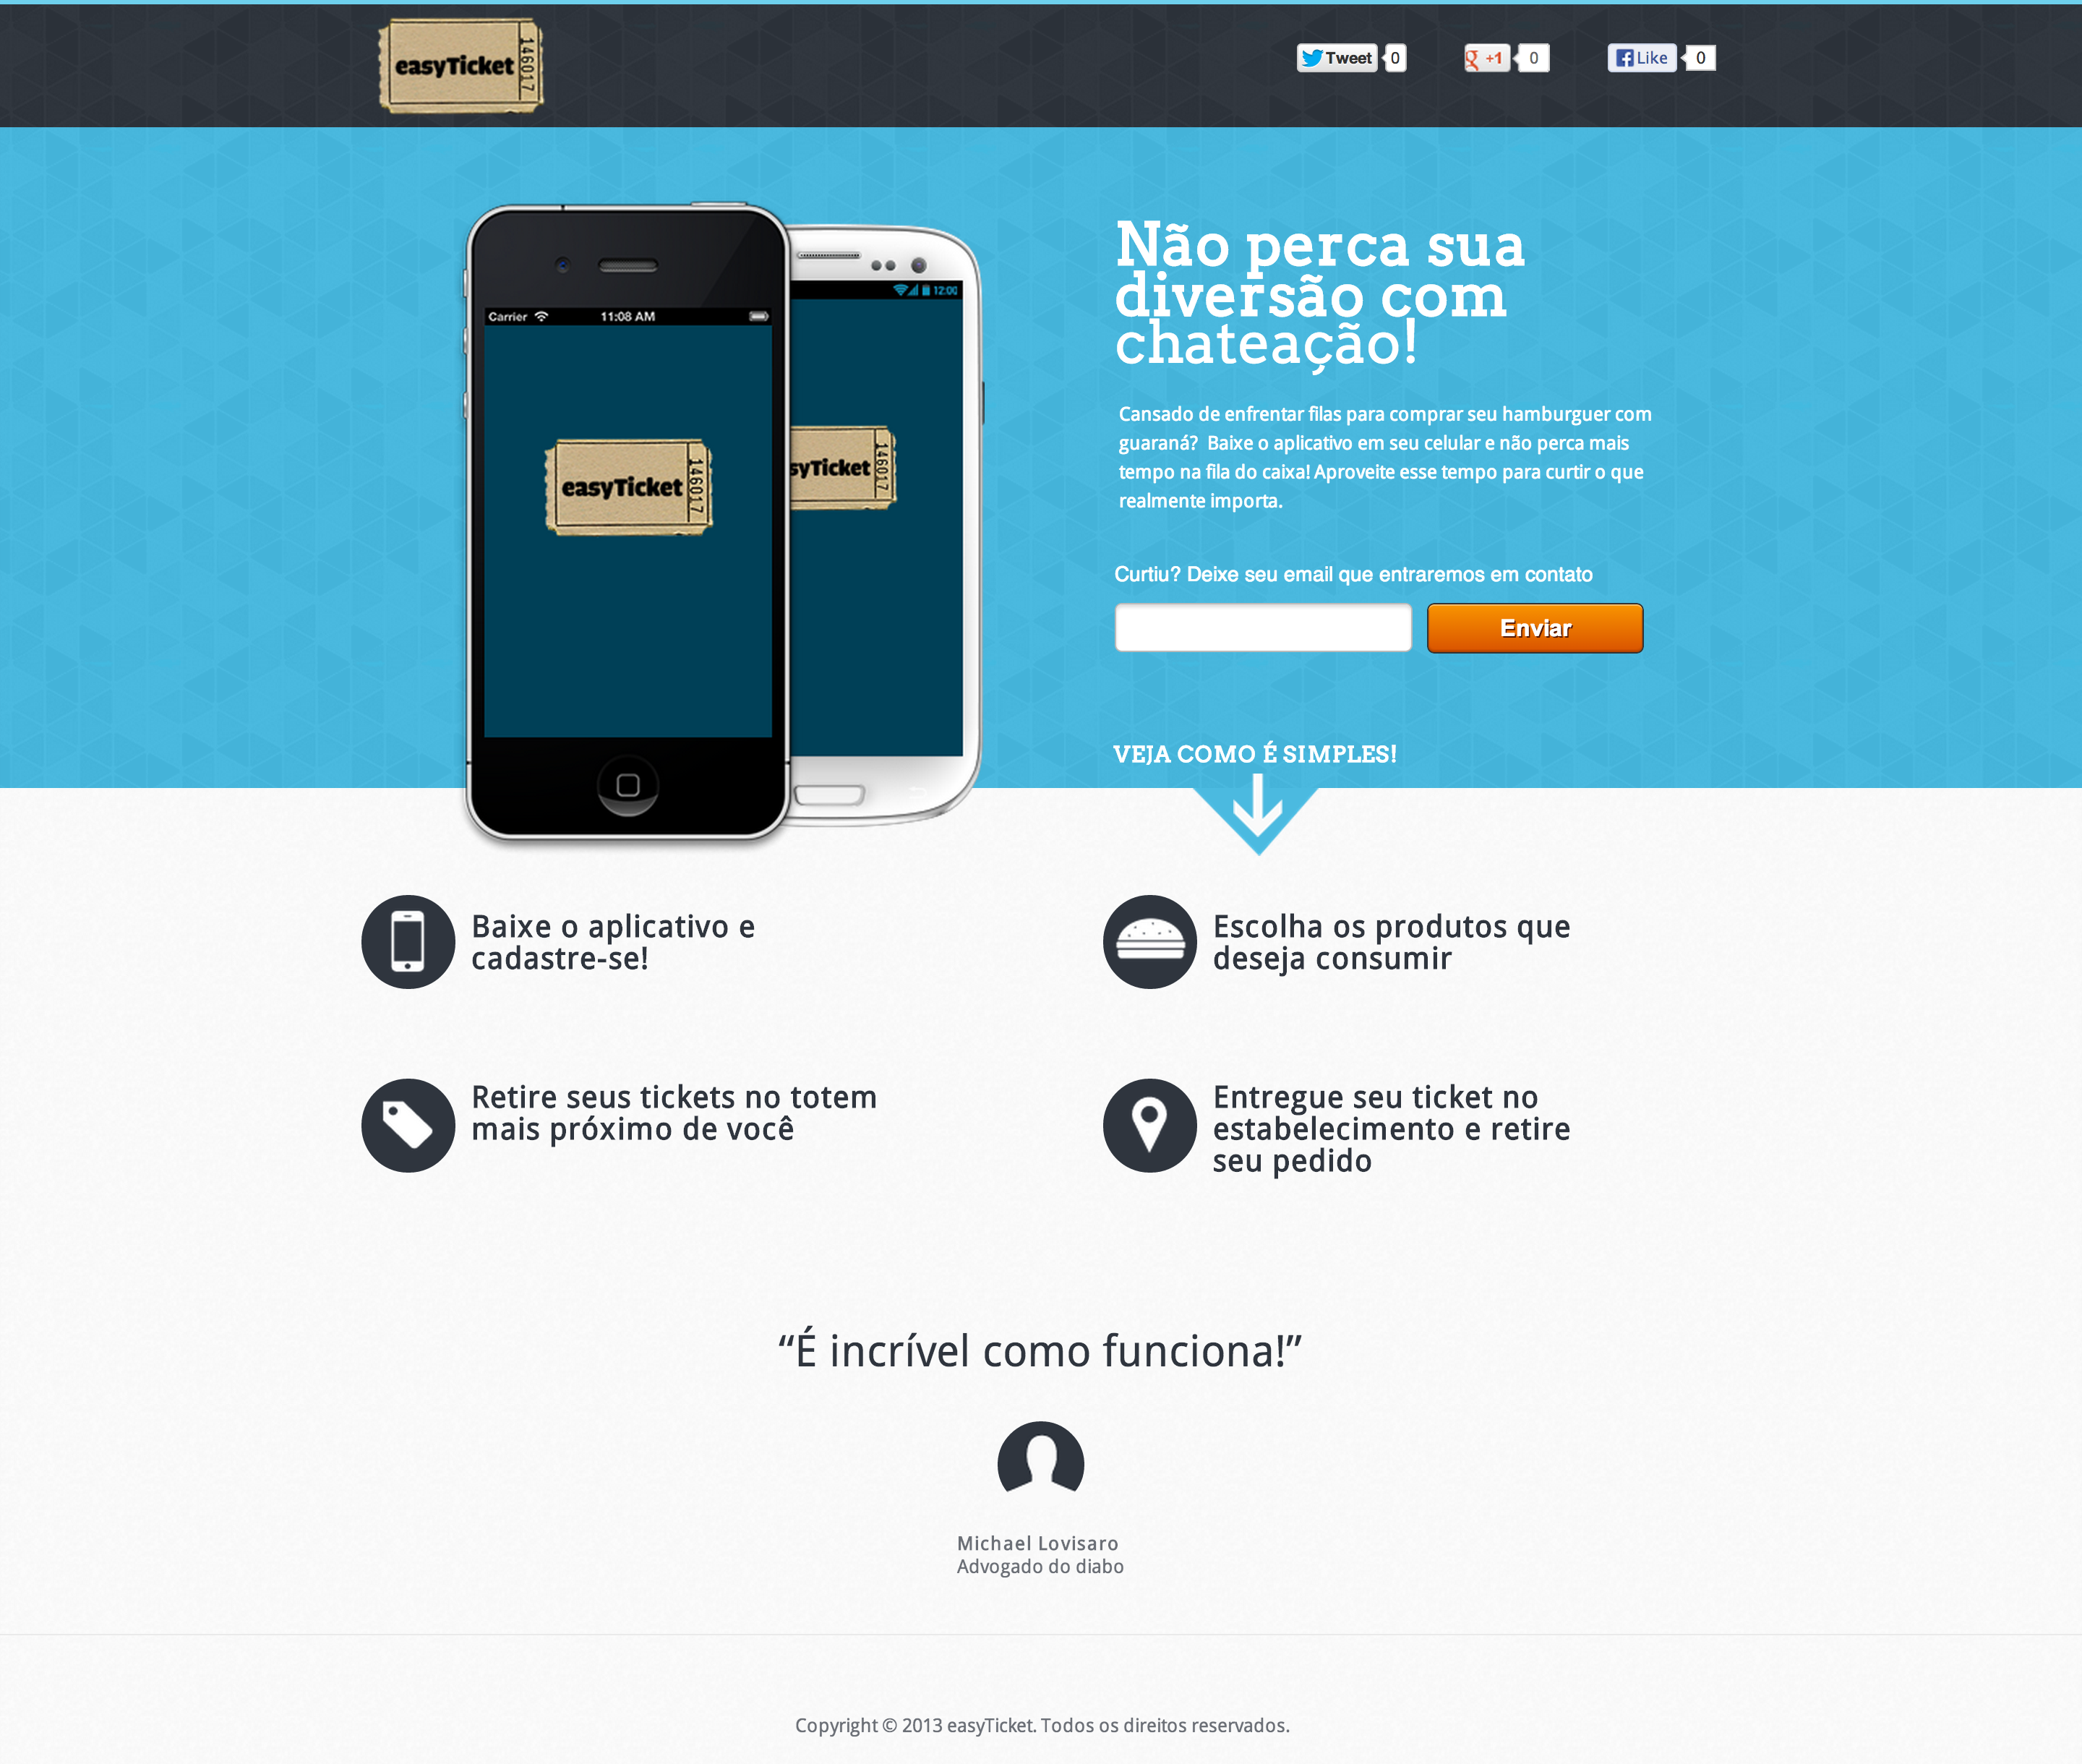 easyTicket
146017
Tweet 0
g +1 0
Like 0
Carrier 11:08 AM
12:00
easyTicket
146017
syTicket
146017
Não perca sua
diversão com
chateação!
Cansado de enfrentar filas para comprar seu hamburguer com
guaraná? Baixe o aplicativo em seu celular e não perca mais
tempo na fila do caixa! Aproveite esse tempo para curtir o que
realmente importa.
Curtiu? Deixe seu email que entraremos em contato
Enviar
VEJA COMO É SIMPLES!
Baixe o aplicativo e
cadastre-se!
Escolha os produtos que
deseja consumir
Retire seus tickets no totem
mais próximo de você
Entregue seu ticket no
estabelecimento e retire
seu pedido
“É incrível como funciona!”
Michael Lovisaro
Advogado do diabo
Copyright © 2013 easyTicket. Todos os direitos reservados.